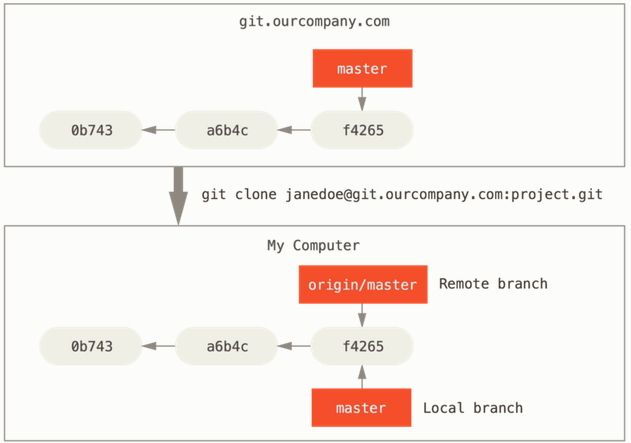 git.ourcompany.com
master
0b743 a6b4c f4265
git clone janedoe@git.ourcompany.com:project.git
My Computer
origin/master Remote branch
0b743 a6b4c f4265
master Local branch